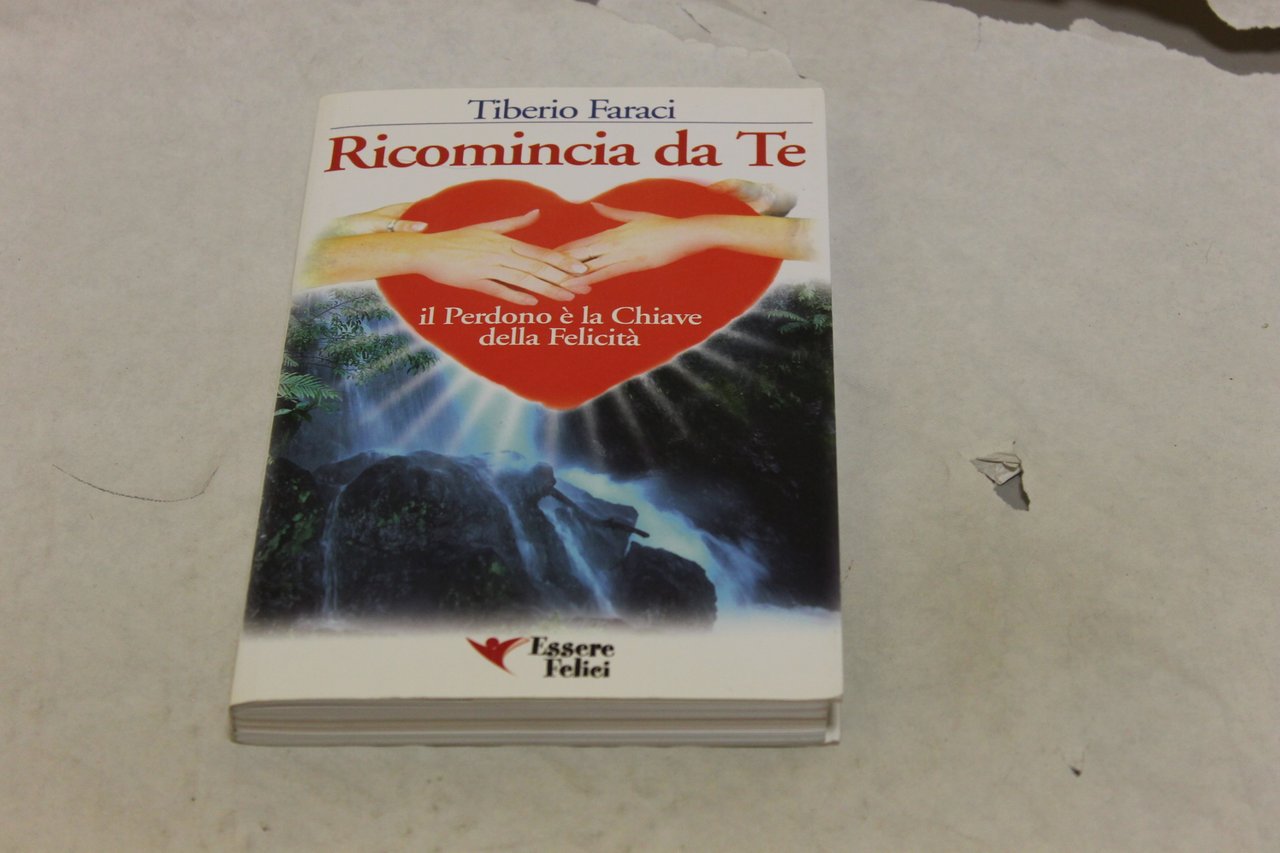 Tiberio Faraci
Ricomincia da Te
il Perdono è la Chiave
della Felicità
Essere
Felici